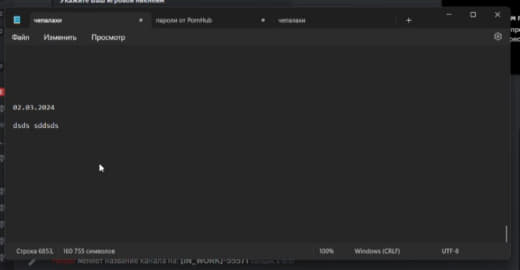 Укажите Ваш игровой никнейм
чепалахи
пароли от PornHub
чепалахи
Файл
Изменить
Просмотр
02.03.2024
dsds sddsds
Строка 6853,
160 755 символов
100%
Windows (CRLF)
UTF-8
меняет название канала на: [IN_WORK]-55571